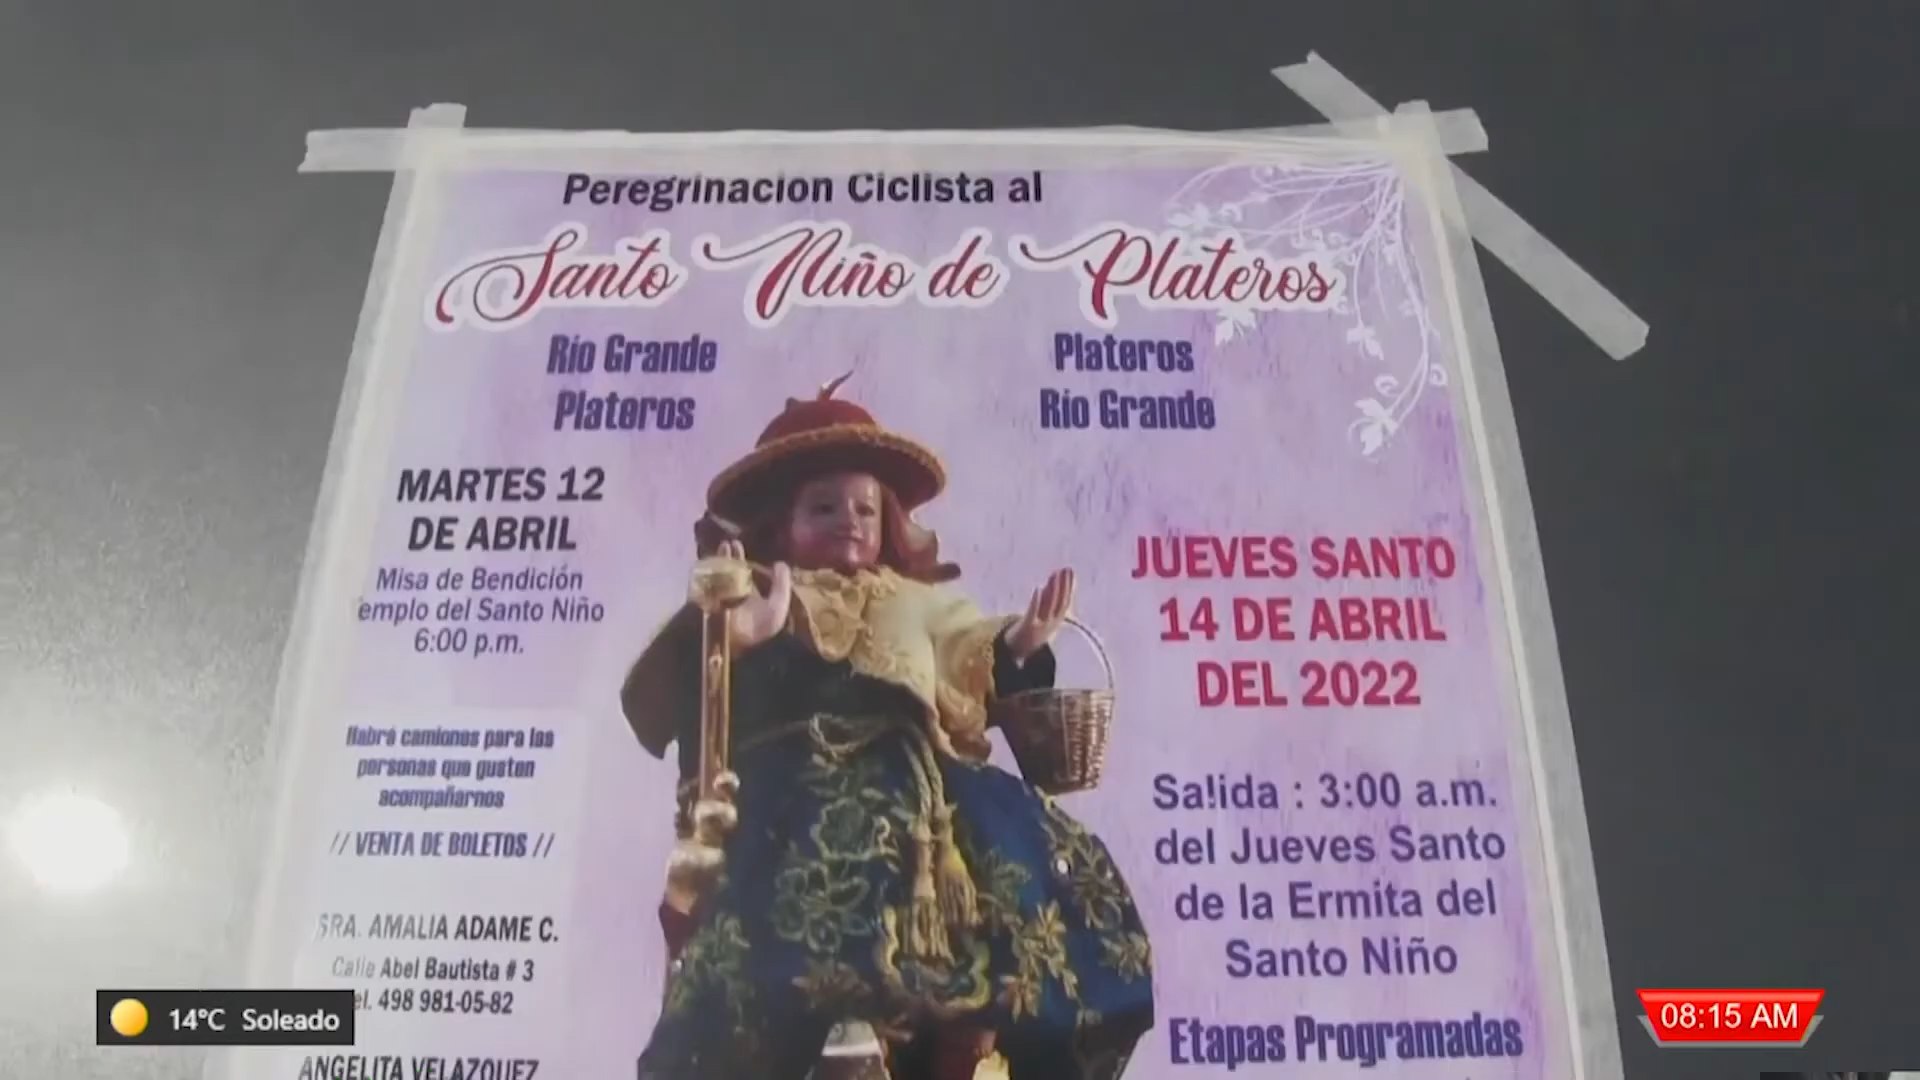 Peregrinacion Ciclista al
Santo Niño de Plateros
Rio Grande
Plateros
Plateros
Rio Grande
MARTES 12
DE ABRIL
Misa de Bendición
emplo del Santo Niño
6:00 p.m.
Habrá camiones para las
personas que gusten
acompañarnos
// VENTA DE BOLETOS //
SRA. AMALIA ADAME C.
Calle Abel Bautista # 3
el. 498 981-05-82
ANGELITA VELAZQUEZ
JUEVES SANTO
14 DE ABRIL
DEL 2022
Salida : 3:00 a.m.
del Jueves Santo
de la Ermita del
Santo Niño
Etapas Programadas
14°C Soleado
08:15 AM